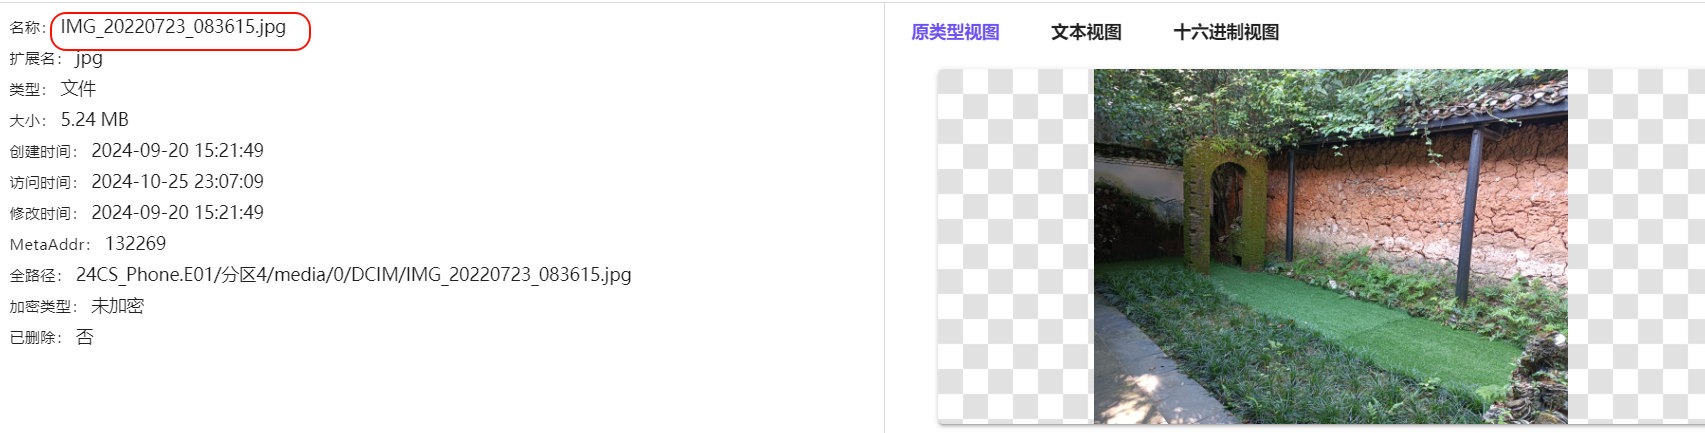 名称： IMG_20220723_083615.jpg
扩展名： jpg
类型： 文件
大小： 5.24 MB
创建时间： 2024-09-20 15:21:49
访问时间： 2024-10-25 23:07:09
修改时间： 2024-09-20 15:21:49
MetaAddr： 132269
全路径： 24CS_Phone.E01/分区4/media/0/DCIM/IMG_20220723_083615.jpg
加密类型： 未加密
已删除： 否
原类型视图 文本视图 十六进制视图